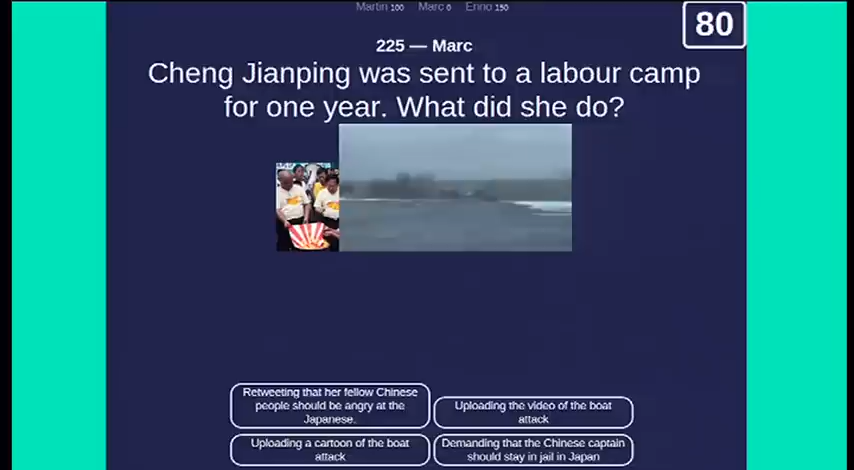 Martin 100 Marc 0 Enno 150
80
225 — Marc
Cheng Jianping was sent to a labour camp
for one year. What did she do?
Retweeting that her fellow Chinese
people should be angry at the
Japanese.
Uploading the video of the boat
attack
Uploading a cartoon of the boat
attack
Demanding that the Chinese captain
should stay in jail in Japan